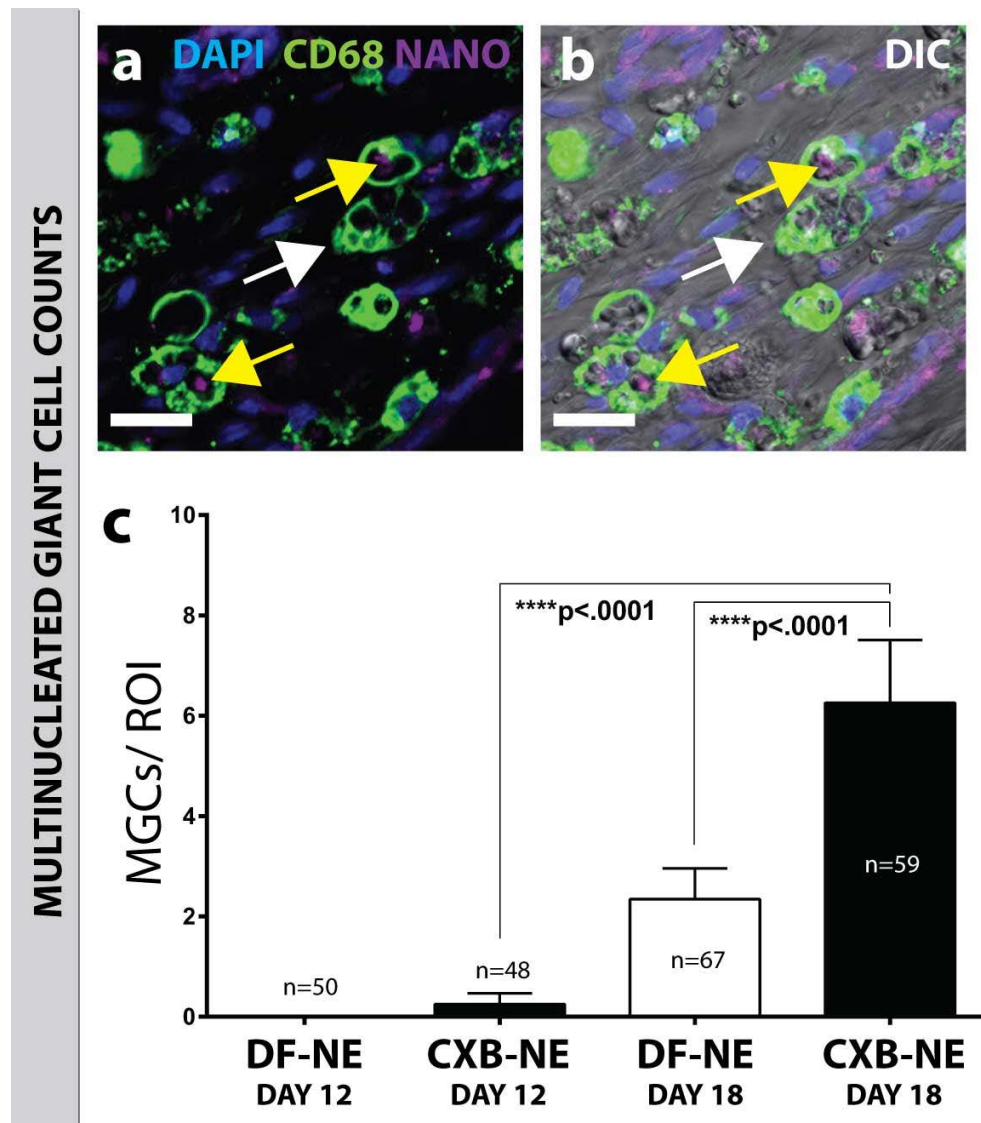 MULTINUCLEATED GIANT CELL COUNTS
a DAPI CD68 NANO
b DIC
c
10
8
6
4
2
0
MGCs/ ROI
****p<.0001
****p<.0001
n=50
n=48
n=67
n=59
DF-NE CXB-NE DF-NE CXB-NE
DAY 12 DAY 12 DAY 18 DAY 18